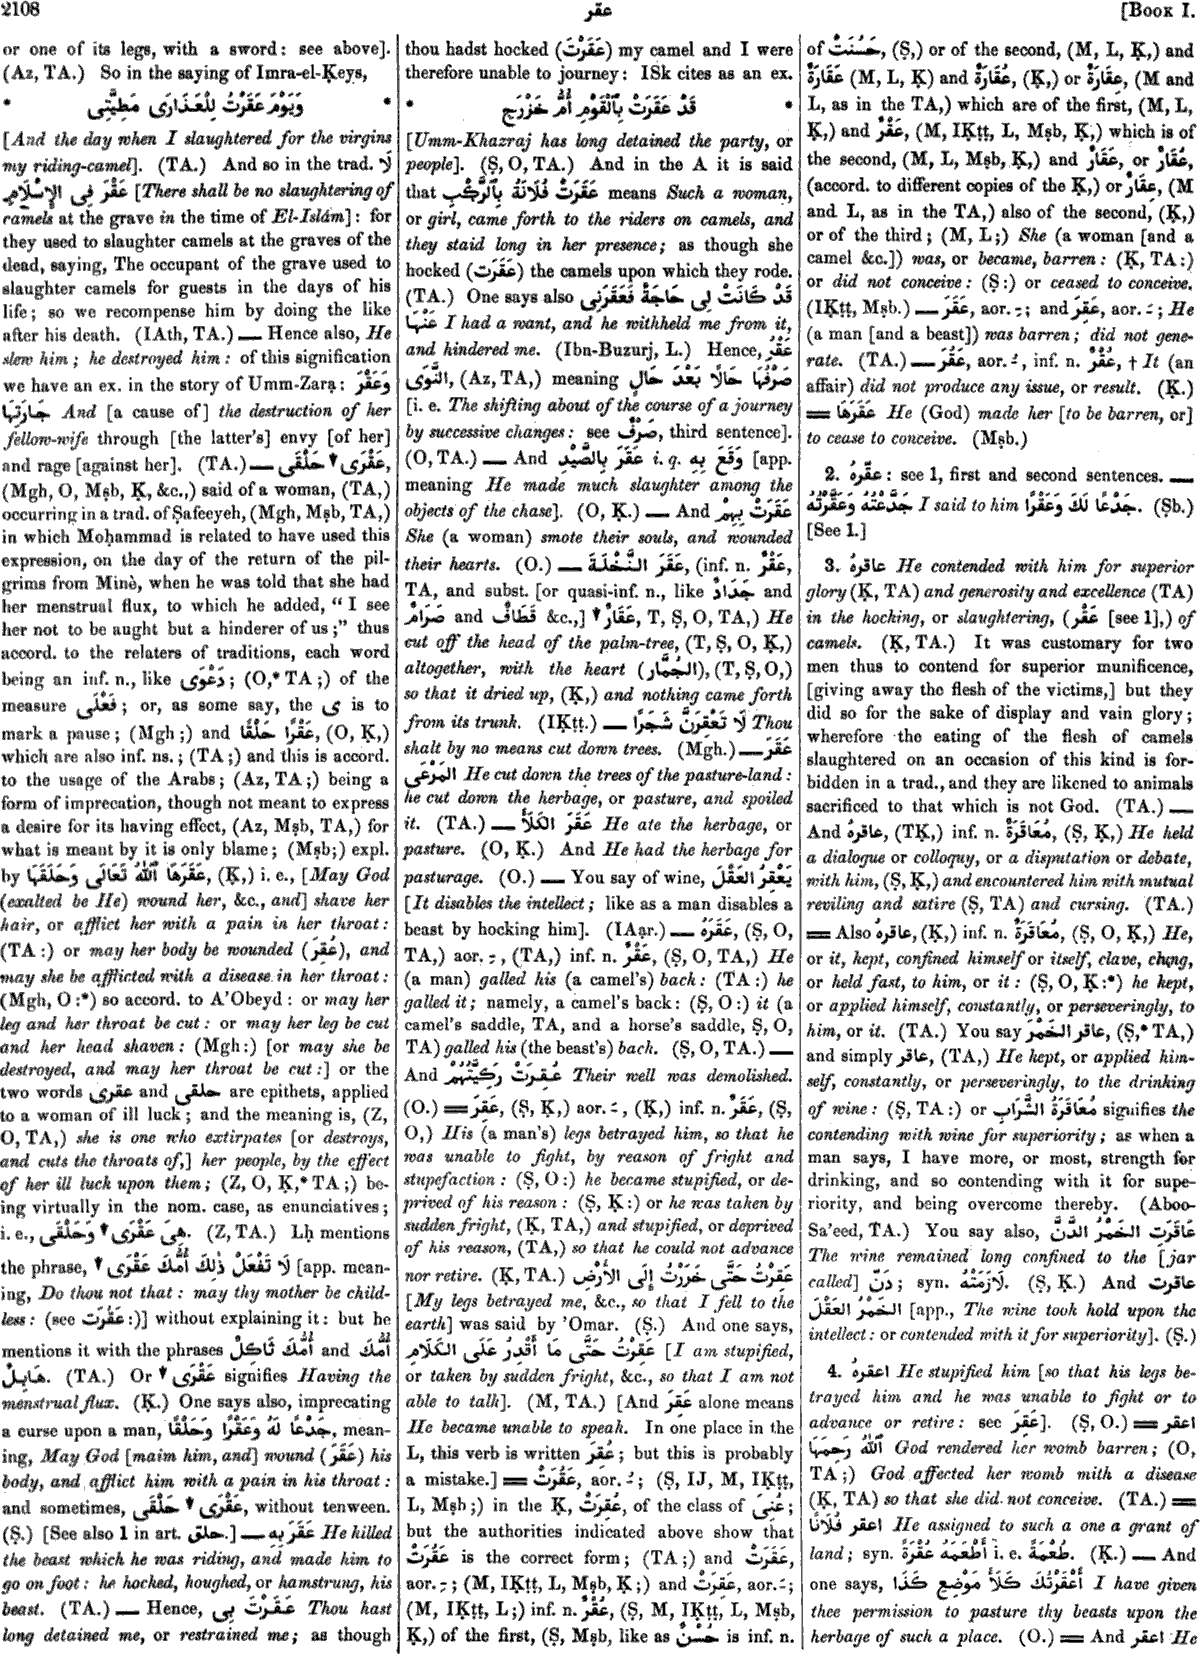 2108
عقر
[BOOK I.
or one of its legs, with a sword: see above].
(Az, TA.) So in the saying of Imra-el-Ḳeys,
* وَيَوْمَ عَقَرْتُ لِلْعَذَارَى مَطِيَّتِى *
[And the day when I slaughtered for the virgins
my riding-camel]. (TA.) And so in the trad. لَا
عَقْرَ فِى الإِسْلَامِ [There shall be no slaughtering of
camels at the grave in the time of El-Islám]: for
they used to slaughter camels at the graves of the
dead, saying, The occupant of the grave used to
slaughter camels for guests in the days of his
life; so we recompense him by doing the like
after his death. (IAth, TA.) — Hence also, He
slew him; he destroyed him: of this signification
we have an ex. in the story of Umm-Zarạ: وَعَقْرُ
جَارَتِهَا And [a cause of] the destruction of her
fellow-wife through [the latter's] envy [of her]
and rage [against her]. (TA.) — عَقْرَى ▼ حَلْقَى,
(Mgh, O, Mṣb, Ḳ, &c.,) said of a woman, (TA,)
occurring in a trad. of Ṣafeeyeh, (Mgh, Mṣb, TA,)
in which Moḥammad is related to have used this
expression, on the day of the return of the pil-
grims from Minè, when he was told that she had
her menstrual flux, to which he added, “I see
her not to be aught but a hinderer of us;” thus
accord. to the relaters of traditions, each word
being an inf. n., like دَعْوَى; (O,* TA;) of the
measure فَعْلَى; or, as some say, the ى is to
mark a pause; (Mgh;) and عَقْرًا حَلْقًا, (O, Ḳ,)
which are also inf. ns.; (TA;) and this is accord.
to the usage of the Arabs; (Az, TA;) being a
form of imprecation, though not meant to express
a desire for its having effect, (Az, Mṣb, TA,) for
what is meant by it is only blame; (Mṣb;) expl.
by عَقَرَهَا ٱللّٰهُ تَعَالَى وَحَلَقَهَا, (Ḳ,) i. e., [May God
(exalted be He) wound her, &c., and] shave her
hair, or afflict her with a pain in her throat:
(TA:) or may her body be wounded (عُقِرَ), and
may she be afflicted with a disease in her throat:
(Mgh, O:*) so accord. to A'Obeyd: or may her
leg and her throat be cut: or may her leg be cut
and her head shaven: (Mgh:) [or may she be
destroyed, and may her throat be cut:] or the
two words عقرى and حلقى are epithets, applied
to a woman of ill luck; and the meaning is, (Z,
O, TA,) she is one who extirpates [or destroys,
and cuts the throats of,] her people, by the effect
of her ill luck upon them; (Z, O, Ḳ,* TA;) be-
ing virtually in the nom. case, as enunciatives;
i. e., هِىَ عَقْرَى ▼ وَحَلْقَى. (Z, TA.) Lḥ mentions
the phrase, لَا تَفْعَلْ ذٰلِكَ أُمُّكَ عَقْرَى ▼ [app. mean-
ing, Do thou not that: may thy mother be child-
less: (see عَقُرَتْ:)] without explaining it: but he
mentions it with the phrases أُمُّكَ ثَاكِلٌ and أُمُّكَ
هَابِلٌ. (TA.) Or عَقْرَى ▼ signifies Having the
menstrual flux. (Ḳ.) One says also, imprecating
a curse upon a man, جَدْعًا لَهُ وَعَقْرًا وَحَلْقًا, mean-
ing, May God [maim him, and] wound (عَقَرَ) his
body, and afflict him with a pain in his throat:
and sometimes, عَقْرَى ▼ حَلْقَى, without tenween.
(Ṣ.) [See also 1 in art. حلق.] — عَقَرَ بِهِ He killed
the beast which he was riding, and made him to
go on foot: he hocked, houghed, or hamstrung, his
beast. (TA.) — Hence, عَقَرْتَ بِى Thou hast
long detained me, or restrained me; as though
thou hadst hocked (عَقَرْتَ) my camel and I were
therefore unable to journey: ISk cites as an ex.
* قَدْ عَقَرَتْ بِٱلْقَوْمِ أُمُّ خَزْرَجِ *
[Umm-Khazraj has long detained the party, or
people]. (Ṣ, O, TA.) And in the A it is said
that عَقَرَتْ فُلَانَةُ بِٱلرَّكْبِ means Such a woman,
or girl, came forth to the riders on camels, and
they staid long in her presence; as though she
hocked (عَقَرَت) the camels upon which they rode.
(TA.) One says also قَدْ كَانَتْ لِى حَاجَةٌ فَعَقَرَنِى
عَنْهَا I had a want, and he withheld me from it,
and hindered me. (Ibn-Buzurj, L.) Hence, عَقْرُ
النَّوَى, (Az, TA,) meaning صَرْفُهَا حَالًا بَعْدَ حَالٍ
[i. e. The shifting about of the course of a journey
by successive changes: see صَرْفٌ, third sentence].
(O, TA.) — And عَقَرَ بِالصَّيْدِ i. q. وَقَعَ بِهِ [app.
meaning He made much slaughter among the
objects of the chase]. (O, Ḳ.) — And عَقَرَتْ بِهِمْ
She (a woman) smote their souls, and wounded
their hearts. (O.) — عَقَرَ النَّخْلَةَ, (inf. n. عَقْرٌ,
TA, and subst. [or quasi-inf. n., like جَدَادٌ and
صَرَامٌ and قَطَافٌ &c.,] عَقَارٌ ▼, T, Ṣ, O, TA,) He
cut off the head of the palm-tree, (T, Ṣ, O, Ḳ,)
altogether, with the heart (الجُمَّار), (T, Ṣ, O,)
so that it dried up, (Ḳ,) and nothing came forth
from its trunk. (IḲṭṭ.) — لَا تَعْقِرَنَّ شَجَرًا Thou
shalt by no means cut down trees. (Mgh.) — عَقَرَ
المَرْعَى He cut down the trees of the pasture-land:
he cut down the herbage, or pasture, and spoiled
it. (TA.) — عَقَرَ الكَلَأَ He ate the herbage, or
pasture. (O, Ḳ.) And He had the herbage for
pasturage. (O.) — You say of wine, يَعْقِرُ العَقْلَ
[It disables the intellect; like as a man disables a
beast by hocking him]. (IAạr.) — عَقَرَهُ, (Ṣ, O,
TA,) aor. ـِ, (TA,) inf. n. عَقْرٌ, (Ṣ, O, TA,) He
(a man) galled his (a camel's) back: (TA:) he
galled it; namely, a camel's back: (Ṣ, O:) it (a
camel's saddle, TA, and a horse's saddle, Ṣ, O,
TA) galled his (the beast's) back. (Ṣ, O, TA.) —
And عُقِرَتْ رَكِيَّتُهُمْ Their well was demolished.
(O.) = عَقِرَ, (Ṣ, Ḳ,) aor. ـَ, (Ḳ,) inf. n. عَقَرٌ, (Ṣ,
O,) His (a man's) legs betrayed him, so that he
was unable to fight, by reason of fright and
stupefaction: (Ṣ, O:) he became stupified, or de-
prived of his reason: (Ṣ, Ḳ:) or he was taken by
sudden fright, (Ḳ, TA,) and stupified, or deprived
of his reason, (TA,) so that he could not advance
nor retire. (Ḳ, TA.) عَقِرْتُ حَتَّى خَرَرْتُ إِلَى الأَرْضِ
[My legs betrayed me, &c., so that I fell to the
earth] was said by 'Omar. (Ṣ.) And one says,
عَقِرْتُ حَتَّى مَا أَقْدِرُ عَلَى الكَلَامِ [I am stupified,
or taken by sudden fright, &c., so that I am not
able to talk]. (M, TA.) [And عَقِرَ alone means
He became unable to speak. In one place in the
L, this verb is written عُقِرَ; but this is probably
a mistake.] = عَقُرَتْ, aor. ـُ; (Ṣ, IJ, M, IḲṭṭ,
L, Mṣb;) in the Ḳ, عُقِرَتْ, of the class of عُنِىَ;
but the authorities indicated above show that
عَقُرَتْ is the correct form; (TA;) and عَقَرَتْ,
aor. ـِ; (M, IḲṭṭ, L, Mṣb, Ḳ;) and عَقِرَتْ, aor. ـَ;
(M, IḲṭṭ, L;) inf. n. عُقْرٌ, (Ṣ, M, IḲṭṭ, L, Mṣb,
Ḳ,) of the first, (Ṣ, Mṣb, like as حُسْنٌ is inf. n.
of حَسُنَتْ, Ṣ,) or of the second, (M, L, Ḳ,) and
عَقَارَةٌ (M, L, Ḳ) and عُقَارَةٌ, (Ḳ,) or عِقَارَةٌ, (M and
L, as in the TA,) which are of the first, (M, L,
Ḳ,) and عَقْرٌ, (M, IḲṭṭ, L, Mṣb, Ḳ,) which is of
the second, (M, L, Mṣb, Ḳ,) and عَقَارٌ, or عُقَارٌ,
(accord. to different copies of the Ḳ,) or عِقَارٌ, (M
and L, as in the TA,) also of the second, (Ḳ,)
or of the third; (M, L;) She (a woman [and a
camel &c.]) was, or became, barren: (Ḳ, TA:)
or did not conceive: (Ṣ:) or ceased to conceive.
(IḲṭṭ, Mṣb.) — عَقَرَ, aor. ـِ; and عَقِرَ, aor. ـَ; He
(a man [and a beast]) was barren; did not gene-
rate. (TA.) — عَقُرَ, aor. ـُ, inf. n. عُقْرٌ, † It (an
affair) did not produce any issue, or result. (Ḳ.)
= عَقَرَهَا He (God) made her [to be barren, or]
to cease to conceive. (Mṣb.)
2. عقّرهُ: see 1, first and second sentences. —
جَدَّعْتُهُ وَعَقَّرْتُهُ I said to him جَدْعًا لَكَ وَعَقْرًا. (Sb.)
[See 1.]
3. عاقرهُ He contended with him for superior
glory (Ḳ, TA) and generosity and excellence (TA)
in the hocking, or slaughtering, (عَقْر [see 1],) of
camels. (Ḳ, TA.) It was customary for two
men thus to contend for superior munificence,
[giving away the flesh of the victims,] but they
did so for the sake of display and vain glory;
wherefore the eating of the flesh of camels
slaughtered on an occasion of this kind is for-
bidden in a trad., and they are likened to animals
sacrificed to that which is not God. (TA.) —
And عاقرهُ, (TḲ,) inf. n. مُعَاقَرَةٌ, (Ṣ, Ḳ,) He held
a dialogue or colloquy, or a disputation or debate,
with him, (Ṣ, Ḳ,) and encountered him with mutual
reviling and satire (Ṣ, TA) and cursing. (TA.)
= Also عاقرهُ, (Ḳ,) inf. n. مُعَاقَرَةٌ, (Ṣ, O, Ḳ,) He,
or it, kept, confined himself or itself, clave, clung,
or held fast, to him, or it: (Ṣ, O, Ḳ:*) he kept,
or applied himself, constantly, or perseveringly, to
him, or it. (TA.) You say عاقر الخَمْرَ, (Ṣ,* TA,)
and simply عاقر, (TA,) He kept, or applied him-
self, constantly, or perseveringly, to the drinking
of wine: (Ṣ, TA:) or مُعَاقَرَةُ الشَّرَابِ signifies the
contending with wine for superiority; as when a
man says, I have more, or most, strength for
drinking, and so contending with it for supe-
riority, and being overcome thereby. (Aboo-
Sa'eed, TA.) You say also, عَاقَرَتِ الخَمْرُ الدَّنَّ
The wine remained long confined to the [jar
called] دَنّ; syn. لَازَمَتْهُ. (Ṣ, Ḳ.) And عاقرت
الخَمْرُ العَقْلَ [app., The wine took hold upon the
intellect: or contended with it for superiority]. (Ṣ.)
4. اعقرهُ He stupified him [so that his legs be-
trayed him and he was unable to fight or to
advance or retire: see عَقِرَ]. (Ṣ, O.) = اعقر
ٱللّٰهُ رَحِمَهَا God rendered her womb barren; (O,
TA;) God affected her womb with a disease
(Ḳ, TA) so that she did not conceive. (TA.) =
اعقر فُلَانًا He assigned to such a one a grant of
land; syn. أَطْعَمَهُ عُقْرَةً i. e. طُعْمَةً. (Ḳ.) — And
one says, أَعْقَرْتُكَ كَلَأَ مَوْضِعِ كَذَا I have given
thee permission to pasture thy beasts upon the
herbage of such a place. (O.) = And اعقر He